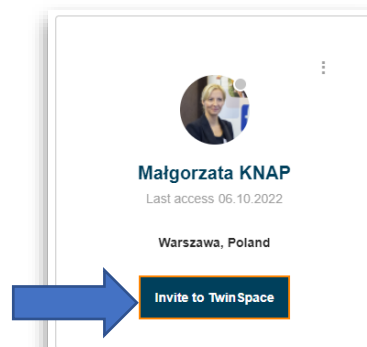 Małgorzata KNAP
Last access 06.10.2022
Warszawa, Poland
Invite to TwinSpace